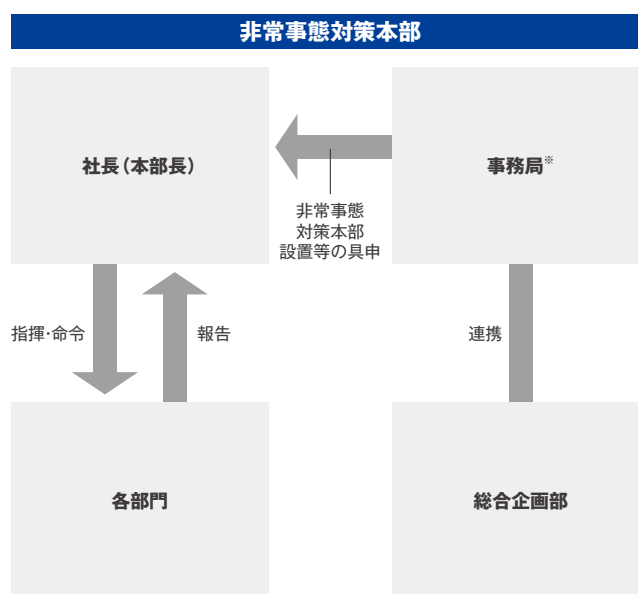 非常事態対策本部
社長（本部長）
事務局※
非常事態
対策本部
設置等の具申
指揮・命令
報告
連携
各部門
総合企画部